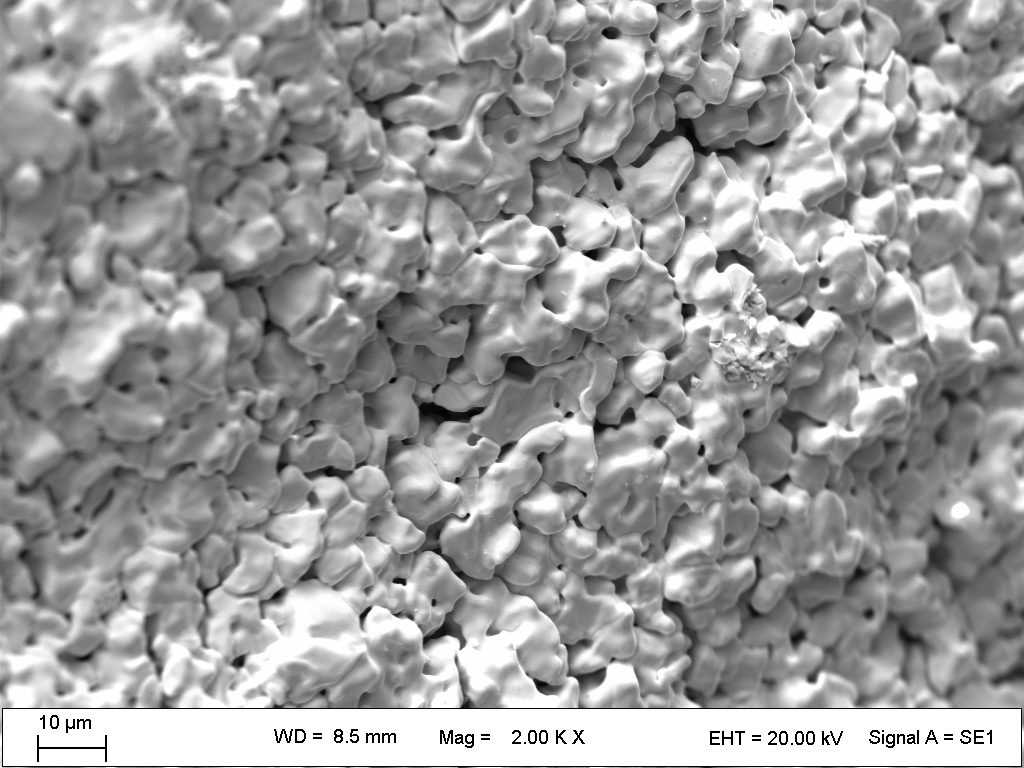 10 µm
WD = 8.5 mm Mag = 2.00 K X EHT = 20.00 kV Signal A = SE1